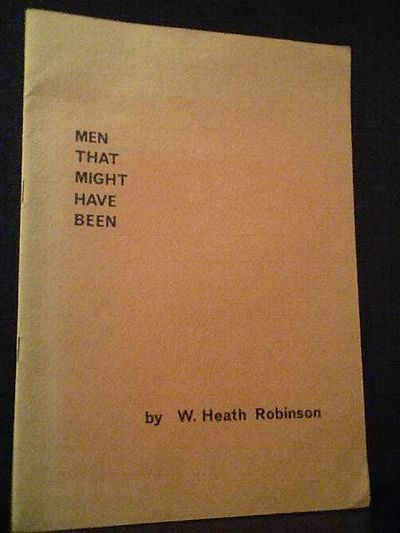 MEN
THAT
MIGHT
HAVE
BEEN
by W. Heath Robinson